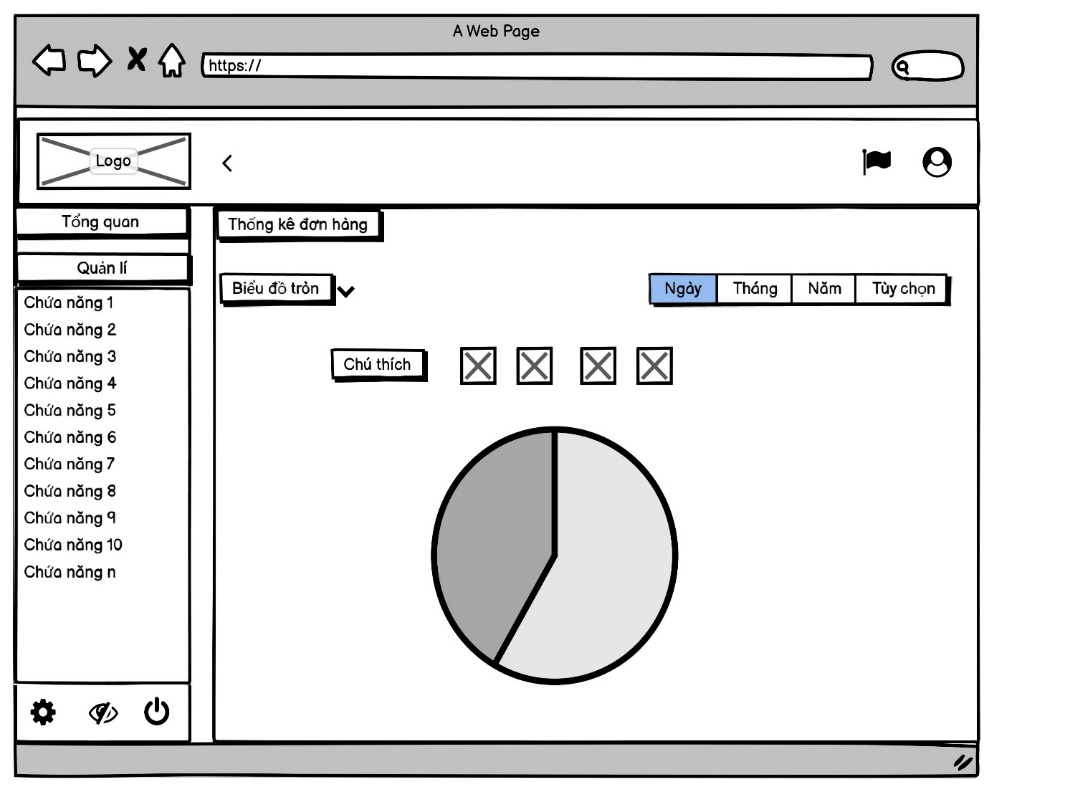 A Web Page
https://
Logo
Tổng quan
Thống kê đơn hàng
Quản lí
Chứa năng 1
Chứa năng 2
Chứa năng 3
Chứa năng 4
Chứa năng 5
Chứa năng 6
Chứa năng 7
Chứa năng 8
Chứa năng 9
Chứa năng 10
Chứa năng n
Biểu đồ tròn
Ngày Tháng Năm Tùy chọn
Chú thích